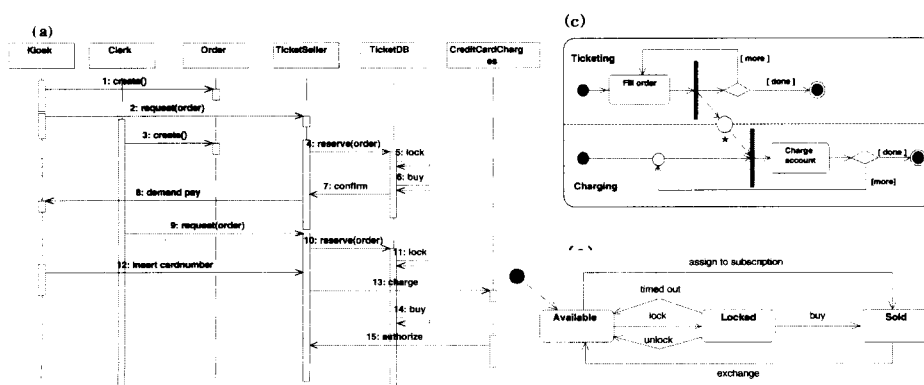 (a)
Kiosk
Clerk
Order
TicketSeller
TicketDB
CreditCardCharg
es
1: create()
2: request(order)
3: create()
4: reserve(order)
5: lock
6: buy
7: confirm
8: demand pay
9: request(order)
10: reserve(order)
11: lock
12: insert cardnumber
13: charge
14: buy
15: authorize
(c)
Ticketing
Fill order
[ more ]
[ done ]
*
Charge
account
[ done ]
[more]
Charging
assign to subscription
timed out
Available
lock
Locked
buy
Sold
unlock
exchange